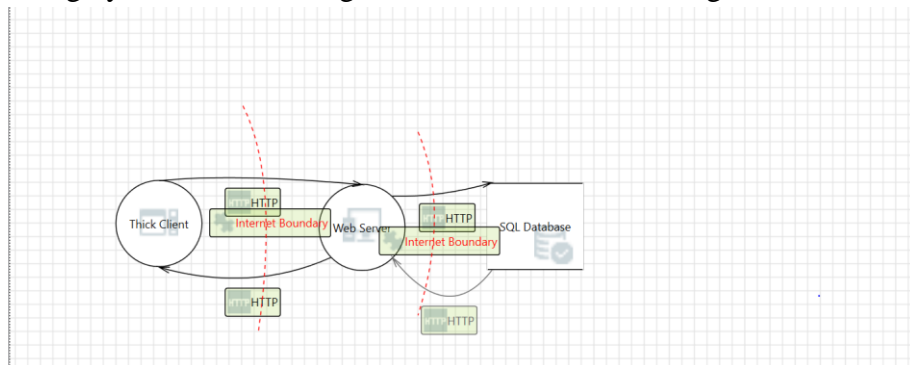 HTTP
Thick Client
Internet Boundary
Web Server
HTTP
Internet Boundary
SQL Database
HTTP
HTTP